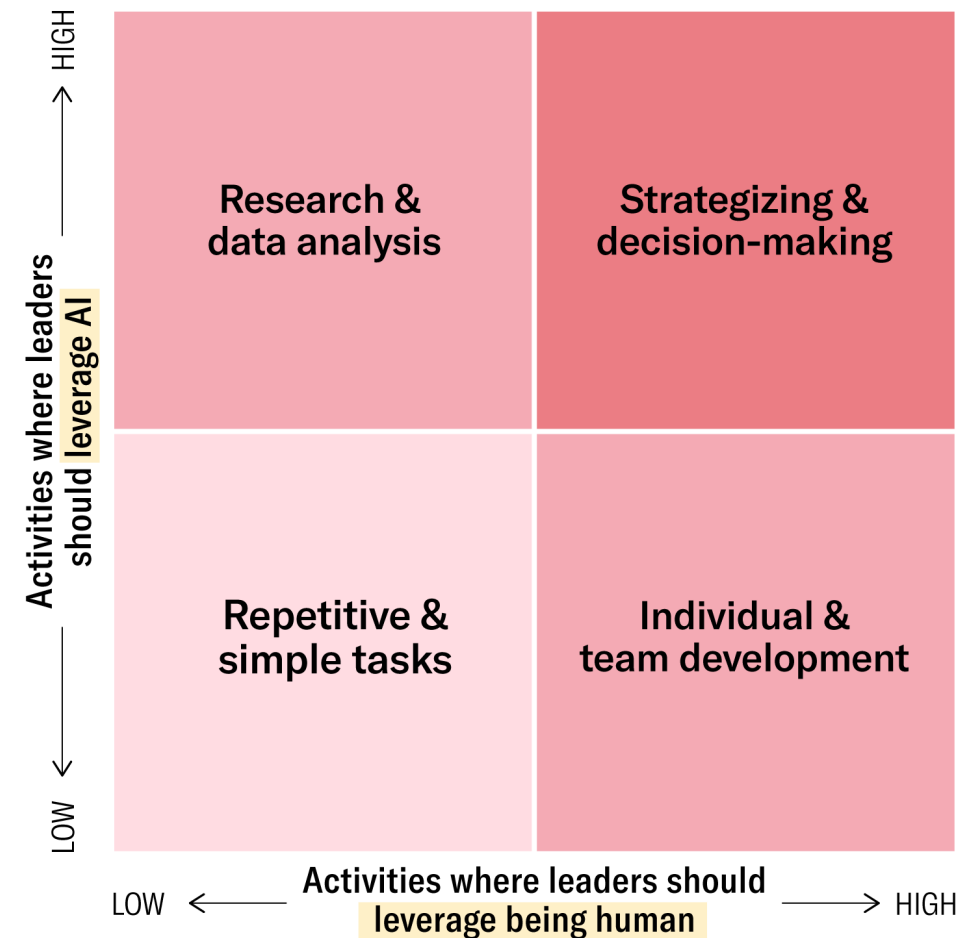 HIGH
Activities where leaders
should leverage AI
LOW
Research &
data analysis
Strategizing &
decision-making
Repetitive &
simple tasks
Individual &
team development
LOW
Activities where leaders should
leverage being human
HIGH